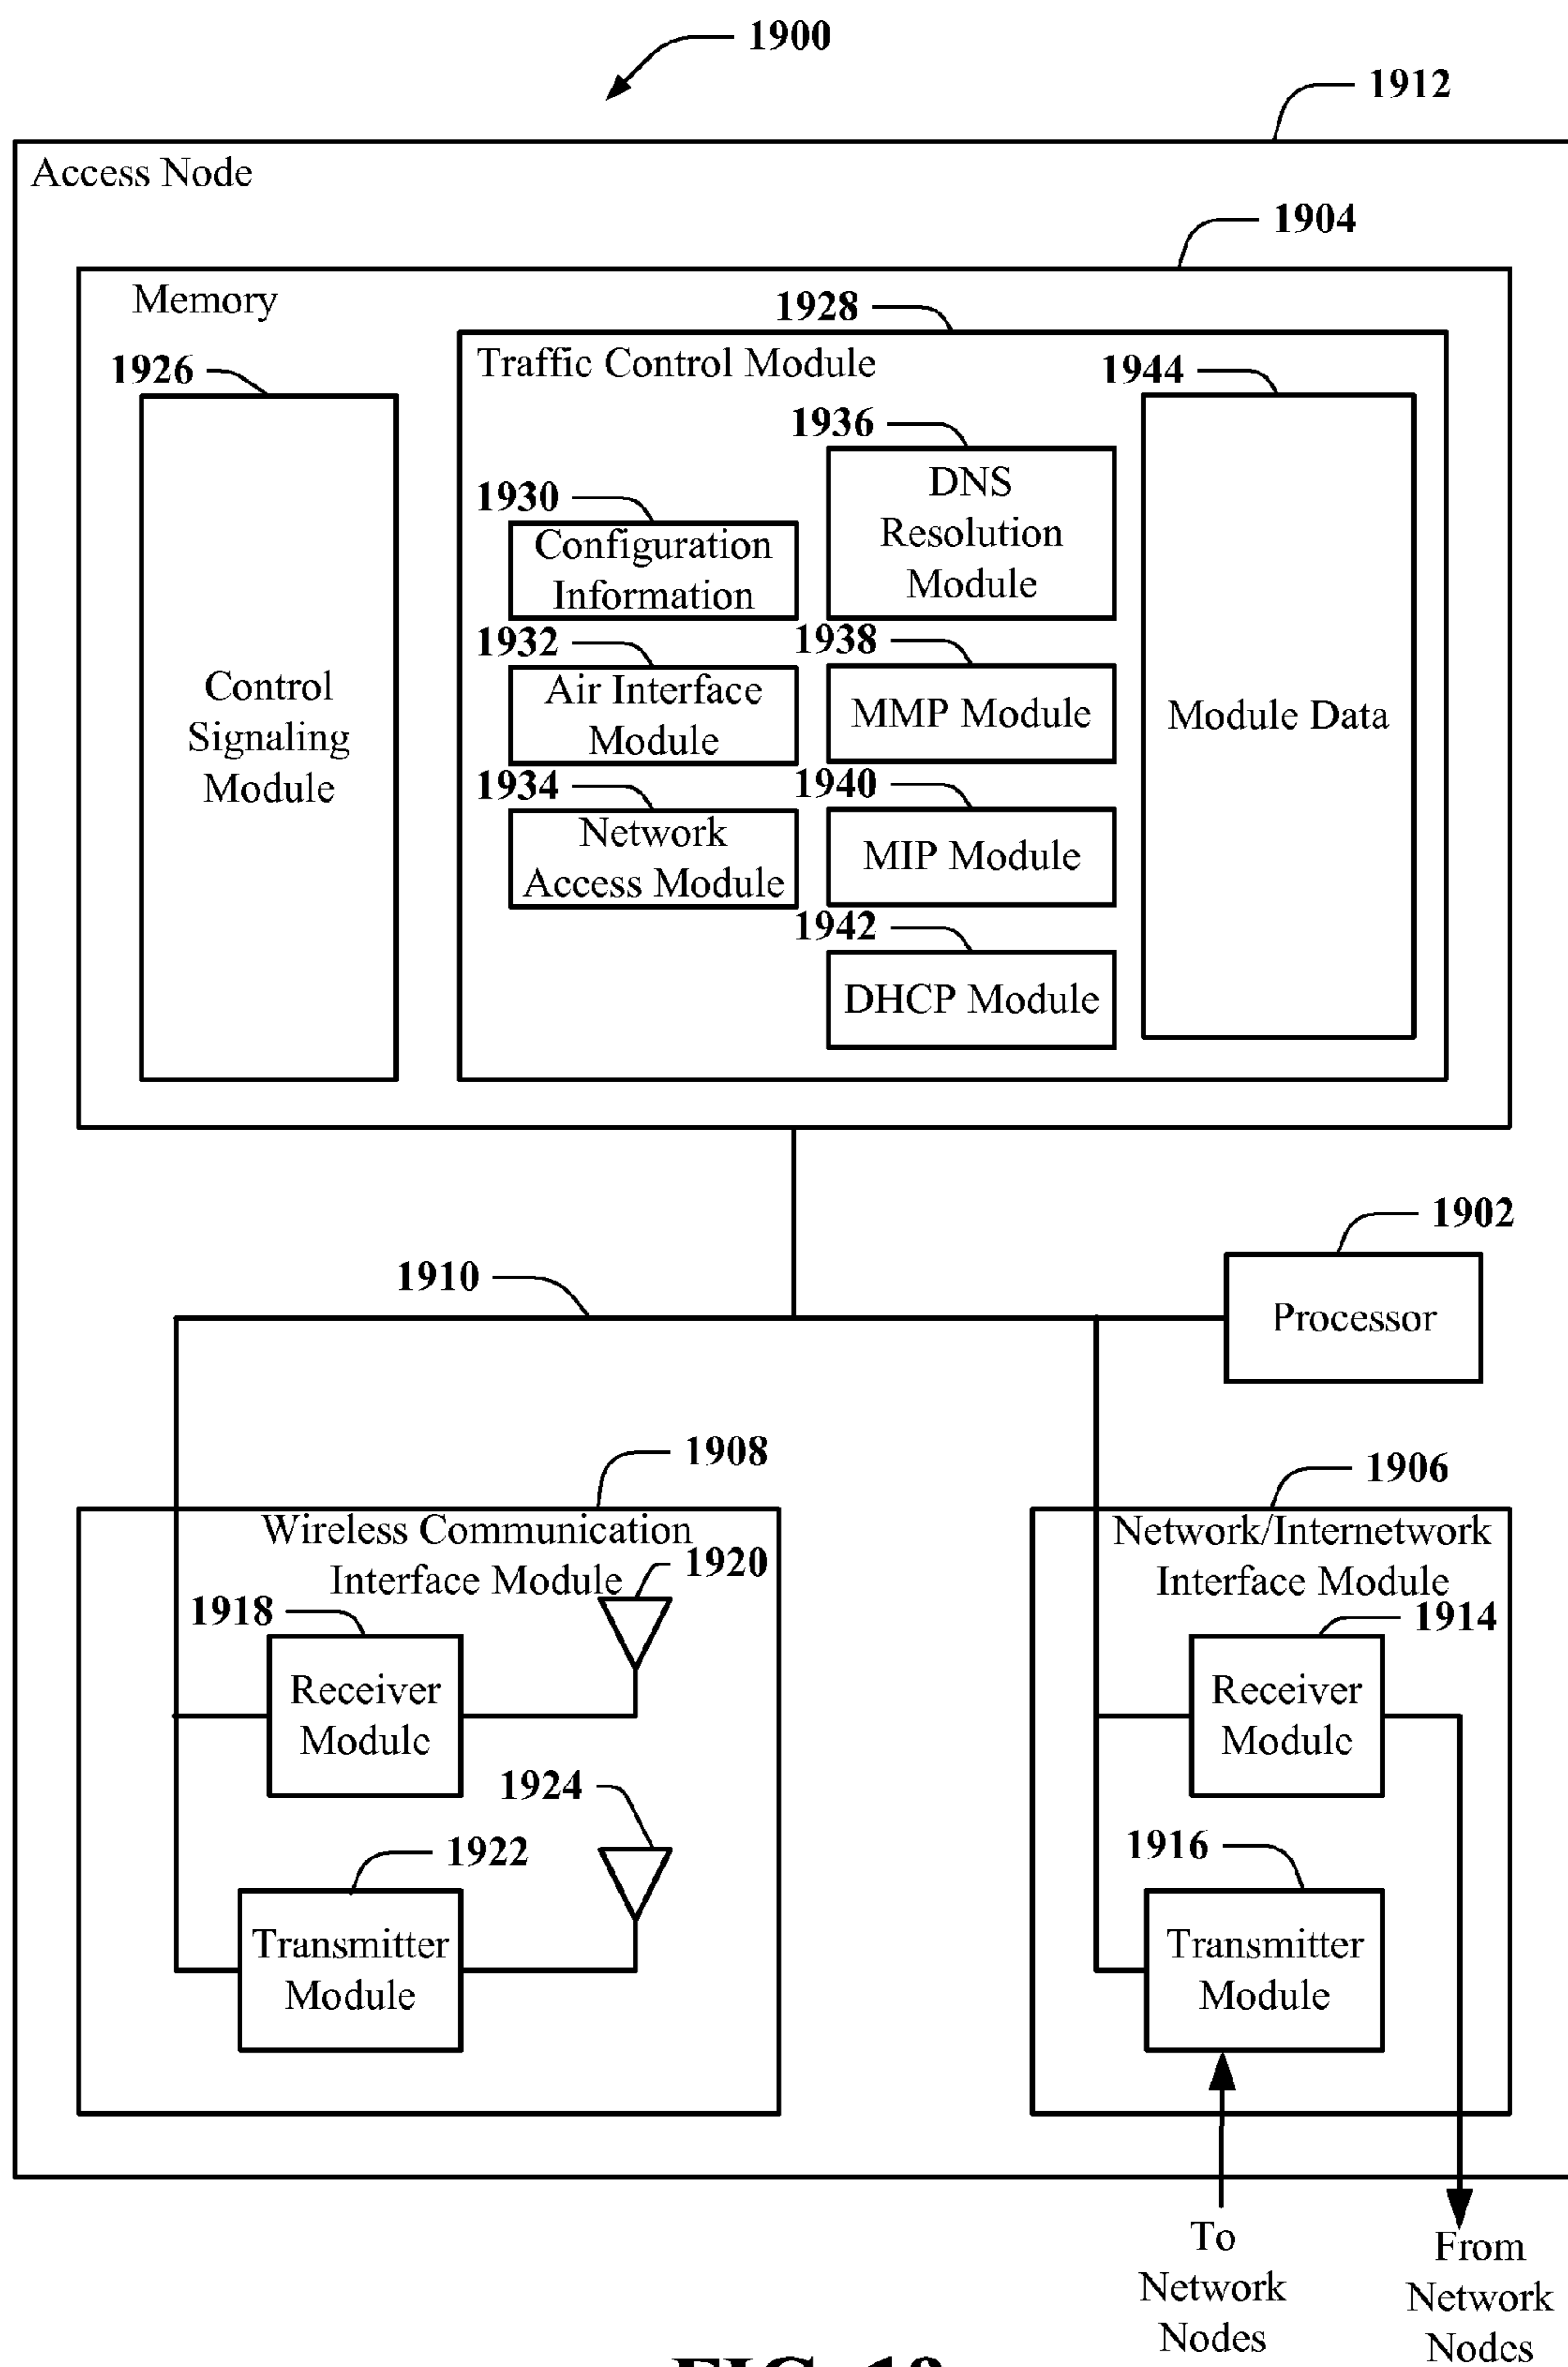 1900
1912
Access Node
1904
Memory
1928
1926
Traffic Control Module
1944
1936
DNS
Resolution
Module
1930
Configuration
Information
1932
1938
Control
Signaling
Module
Air Interface
Module
MMP Module
Module Data
1934
1940
Network
Access Module
MIP Module
1942
DHCP Module
1902
1910
Processor
1908
1906
Wireless Communication
Interface Module
1920
Network/Internetwork
Interface Module
1918
1914
Receiver
Module
Receiver
Module
1924
1922
1916
Transmitter
Module
Transmitter
Module
To
Network
Nodes
From
Network
Nodes
FIG. 19